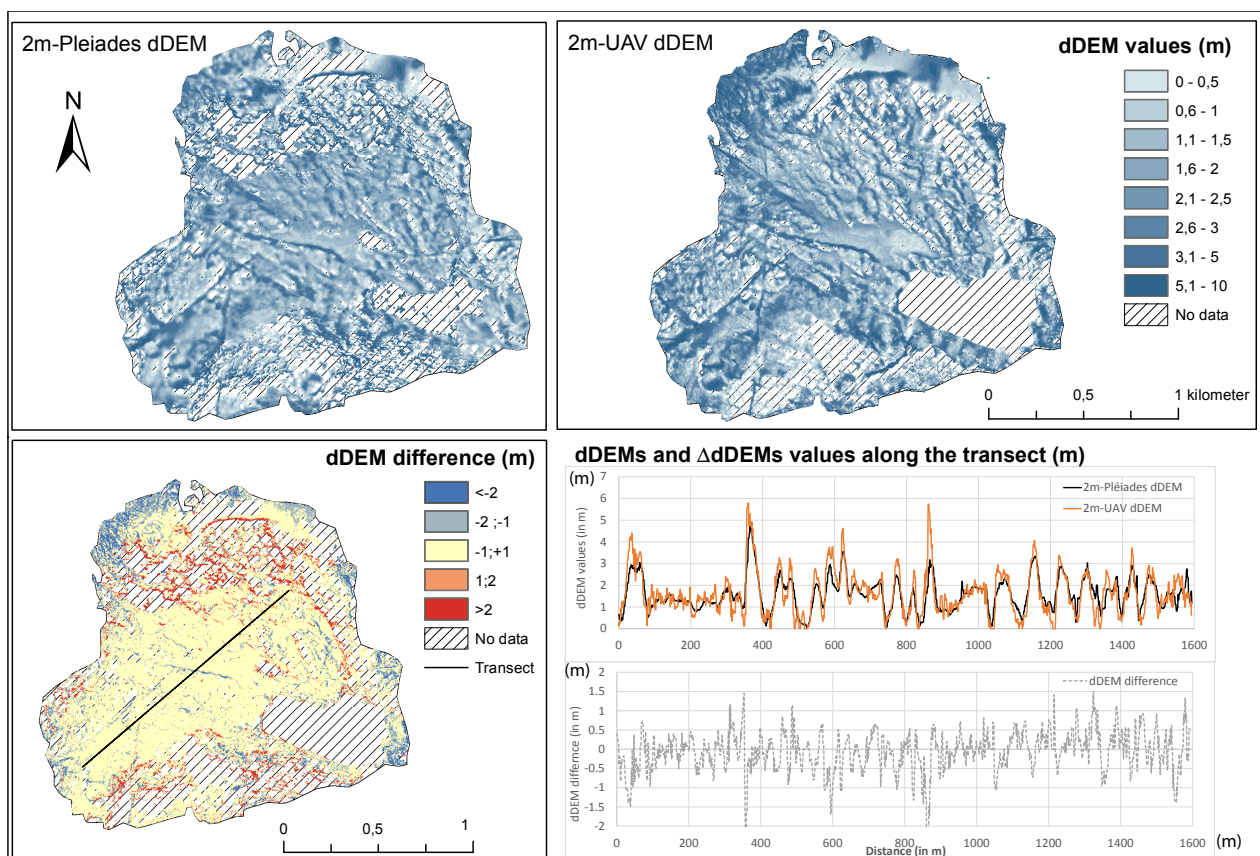 2m-Pleiades dDEM
N
2m-UAV dDEM
dDEM values (m)
0 - 0,5
0,6 - 1
1,1 - 1,5
1,6 - 2
2,1 - 2,5
2,6 - 3
3,1 - 5
5,1 - 10
No data
0 0,5 1 kilometer
dDEM difference (m)
<-2
-2 ;-1
-1;+1
1;2
>2
No data
Transect
0 0,5 1
dDEMs and ∆dDEMs values along the transect (m)
(m)
7
6
5
4
3
2
1
0
dDEM values (in m)
2m-Pléiades dDEM
2m-UAV dDEM
0 200 400 600 800 1000 1200 1400 1600
(m)
2
1.5
1
0.5
0
-0.5
-1
-1.5
-2
dDEM differnce (in m)
dDEM difference
0 200 400 600 800 1000 1200 1400 1600
Distance (in m)
(m)